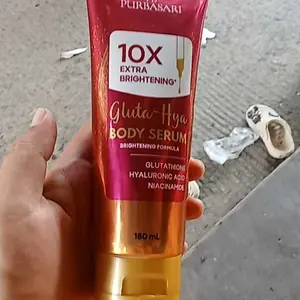 PURBASARI
10X
EXTRA
BRIGHTENING*
Gluta-Hya
BODY SERUM
BRIGHTENING FORMULA
GLUTATHIONE
HYALURONIC ACID
NIACINAMIDE
180 mL